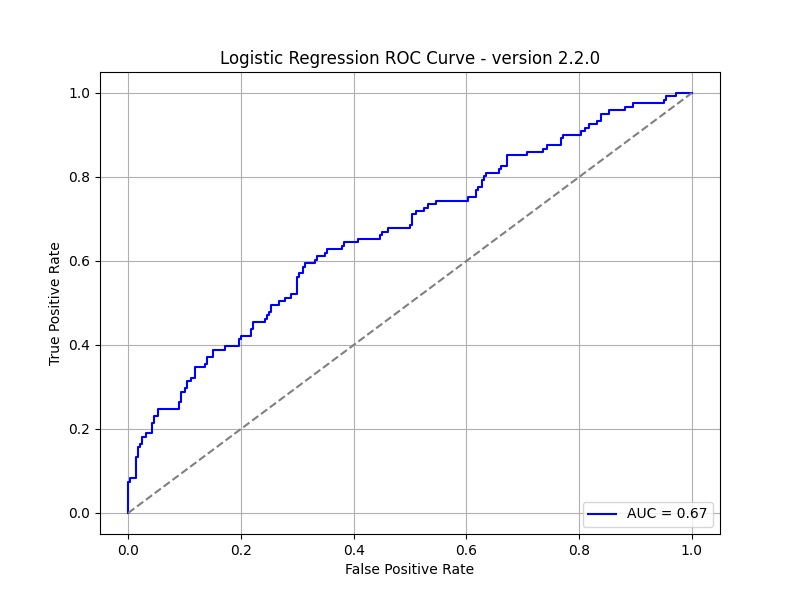 Logistic Regression ROC Curve - version 2.2.0
True Positive Rate
1.0
0.8
0.6
0.4
0.2
0.0
AUC = 0.67
0.0 0.2 0.4 0.6 0.8 1.0
False Positive Rate